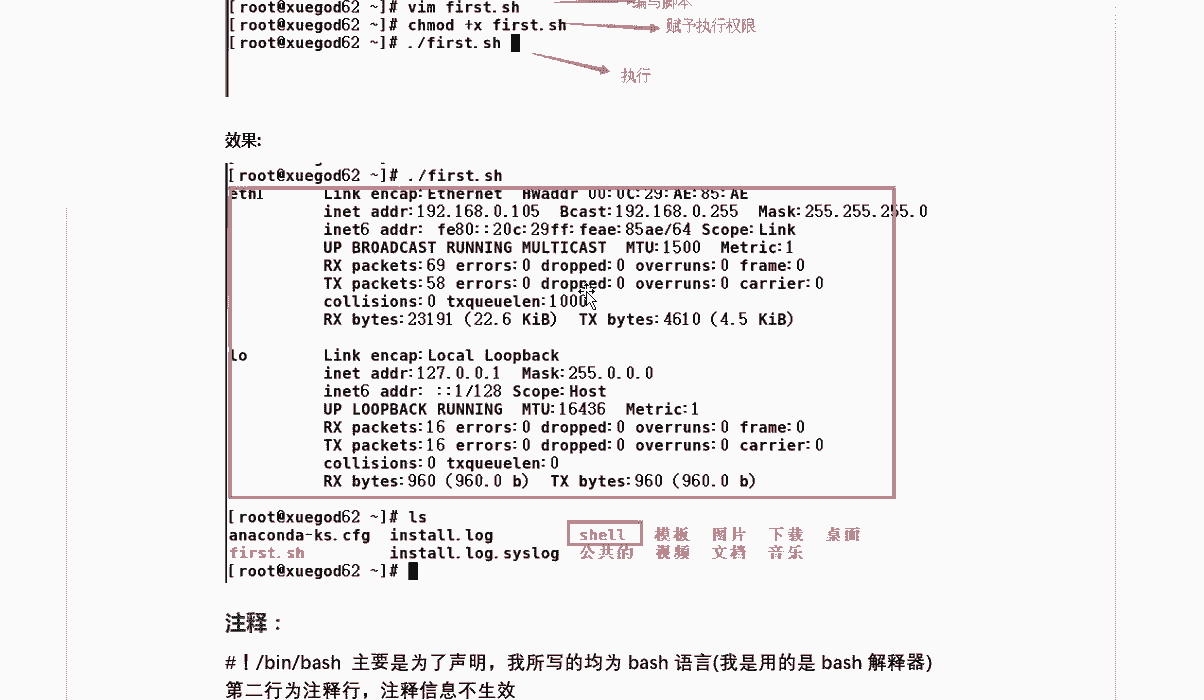 [root@xuegod62 ~]# vim first.sh 编写脚本
[root@xuegod62 ~]# chmod +x first.sh 赋予执行权限
[root@xuegod62 ~]# ./first.sh
执行
效果:
[root@xuegod62 ~]# ./first.sh
eth1 Link encap:Ethernet HWaddr 00:0C:29:AE:85:AE
inet addr:192.168.0.105 Bcast:192.168.0.255 Mask:255.255.255.0
inet6 addr: fe80::20c:29ff:feae:85ae/64 Scope:Link
UP BROADCAST RUNNING MULTICAST MTU:1500 Metric:1
RX packets:69 errors:0 dropped:0 overruns:0 frame:0
TX packets:58 errors:0 dropped:0 overruns:0 carrier:0
collisions:0 txqueuelen:1000
RX bytes:23191 (22.6 KiB) TX bytes:4610 (4.5 KiB)
lo Link encap:Local Loopback
inet addr:127.0.0.1 Mask:255.0.0.0
inet6 addr: ::1/128 Scope:Host
UP LOOPBACK RUNNING MTU:16436 Metric:1
RX packets:16 errors:0 dropped:0 overruns:0 frame:0
TX packets:16 errors:0 dropped:0 overruns:0 carrier:0
collisions:0 txqueuelen:0
RX bytes:960 (960.0 b) TX bytes:960 (960.0 b)
[root@xuegod62 ~]# ls
anaconda-ks.cfg install.log shell 模板 图片 下载 桌面
first.sh install.log.syslog 公共的 视频 文档 音乐
[root@xuegod62 ~]#
注释：
#！/bin/bash 主要是为了声明，我所写的均为 bash 语言(我是用的是 bash 解释器)
第二行为注释行，注释信息不生效